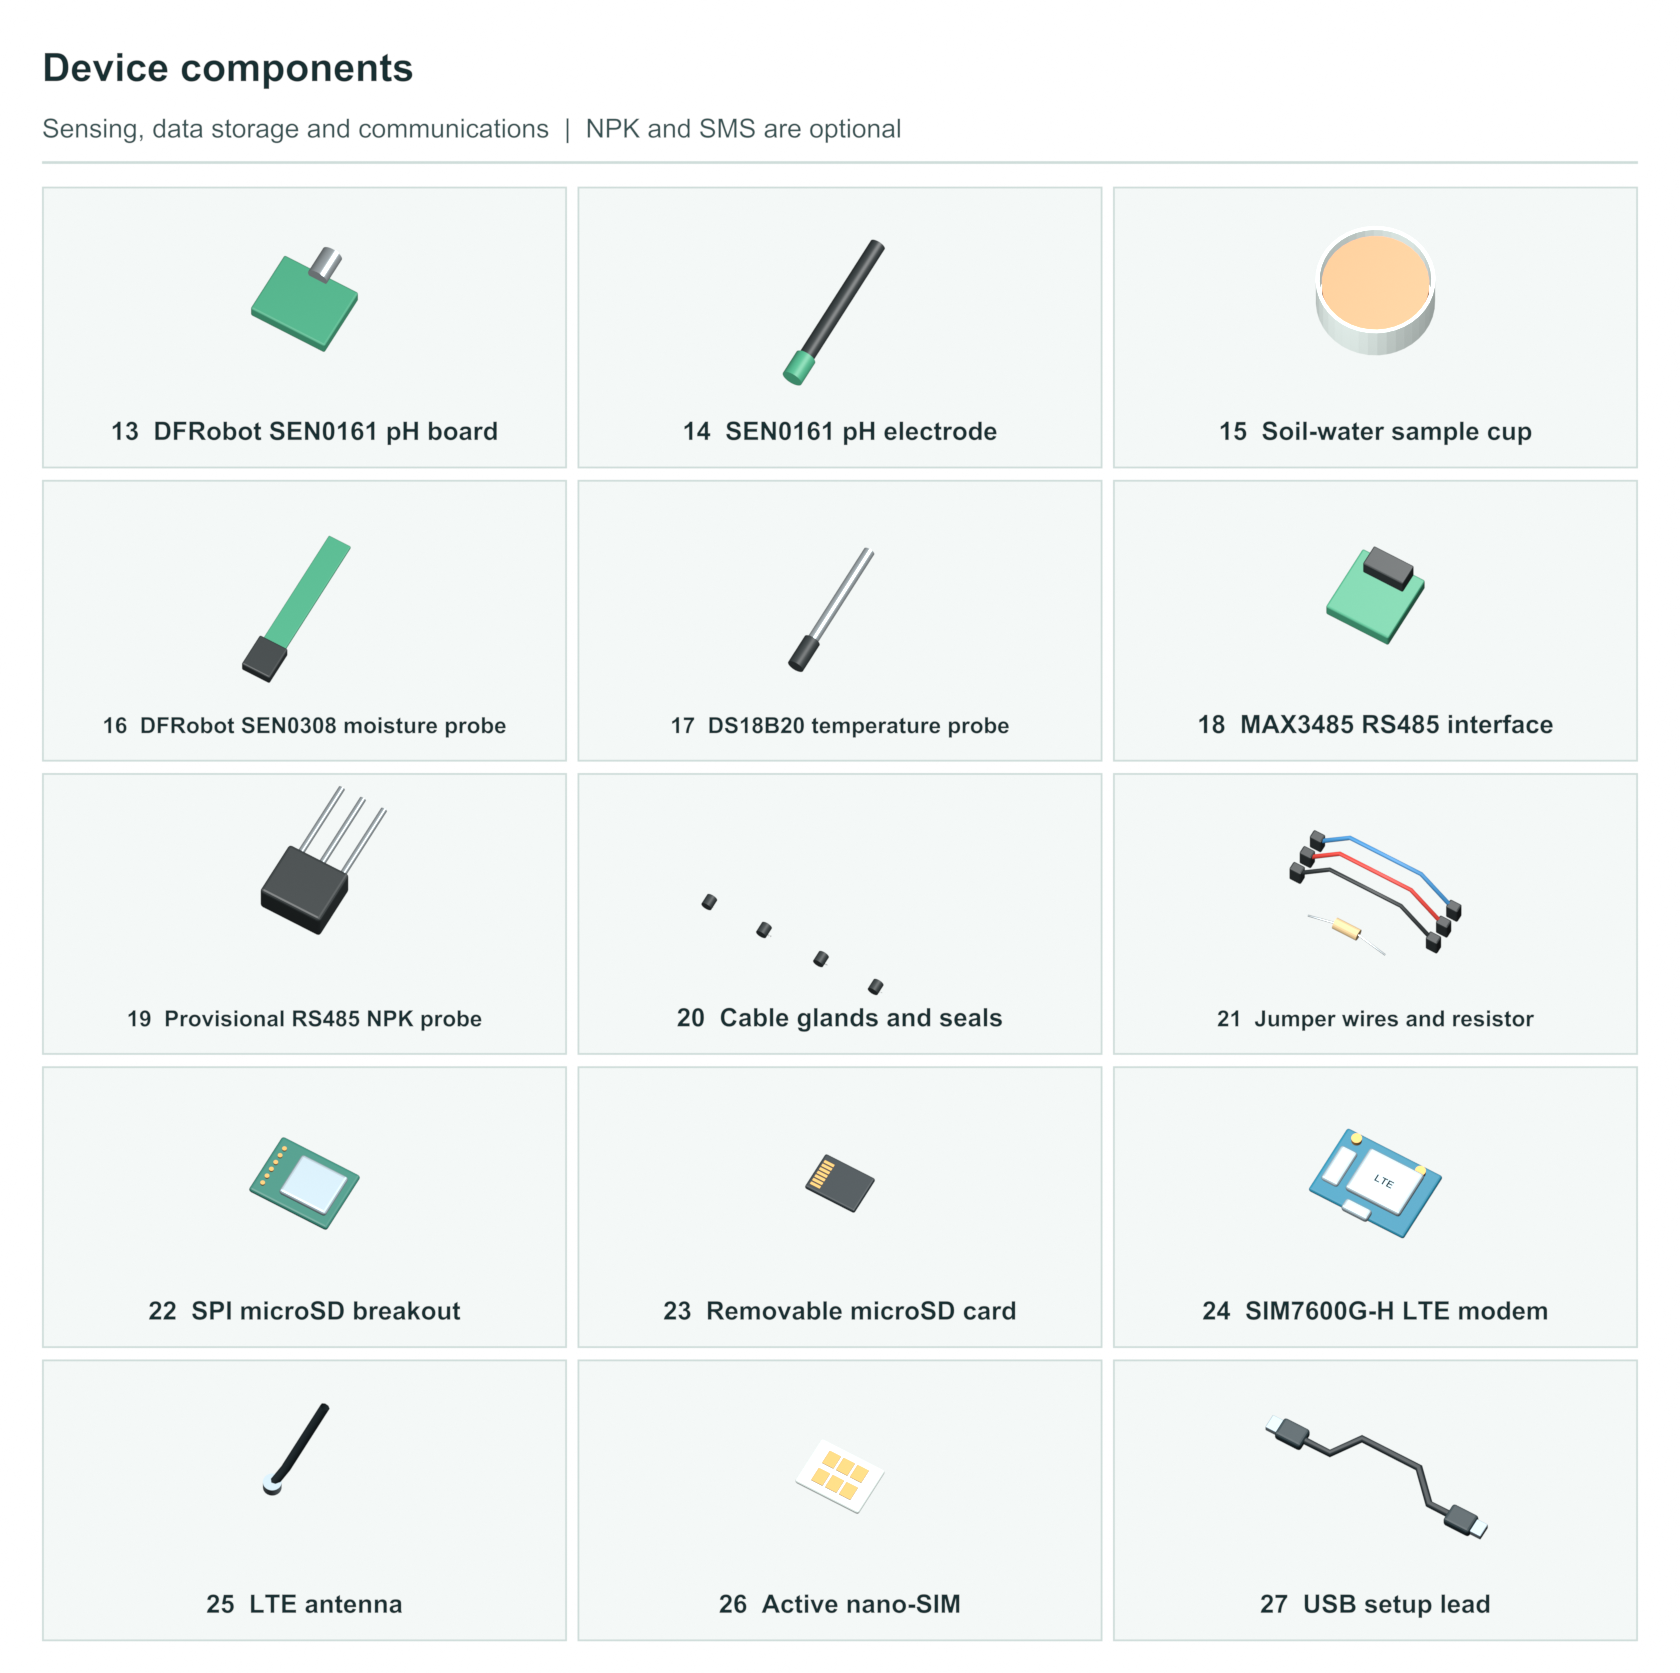 Device components
Sensing, data storage and communications | NPK and SMS are optional
13 DFRobot SEN0161 pH board
14 SEN0161 pH electrode
15 Soil-water sample cup
16 DFRobot SEN0308 moisture probe
17 DS18B20 temperature probe
18 MAX3485 RS485 interface
19 Provisional RS485 NPK probe
20 Cable glands and seals
21 Jumper wires and resistor
LTE
22 SPI microSD breakout
23 Removable microSD card
24 SIM7600G-H LTE modem
25 LTE antenna
26 Active nano-SIM
27 USB setup lead